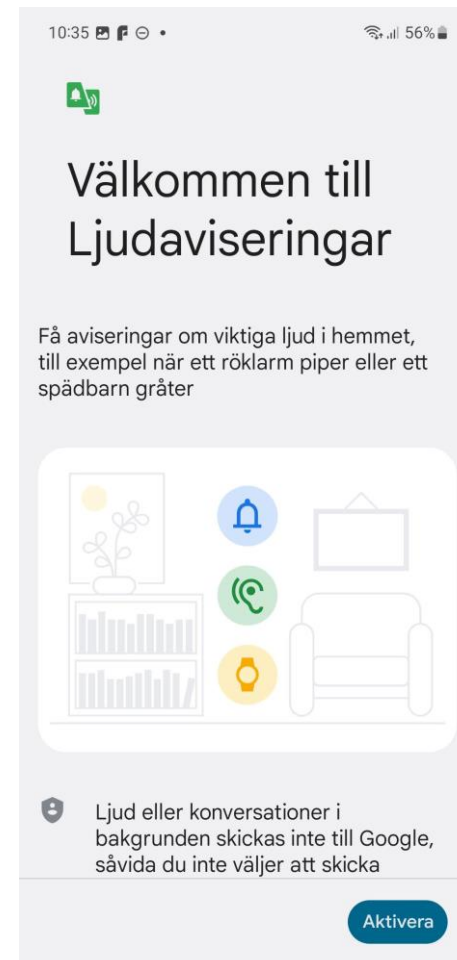 10:35
56%
Välkommen till
Ljudaviseringar
Få aviseringar om viktiga ljud i hemmet,
till exempel när ett röklarm piper eller ett
spädbarn gråter
Ljud eller konversationer i
bakgrunden skickas inte till Google,
såvida du inte väljer att skicka
Aktivera